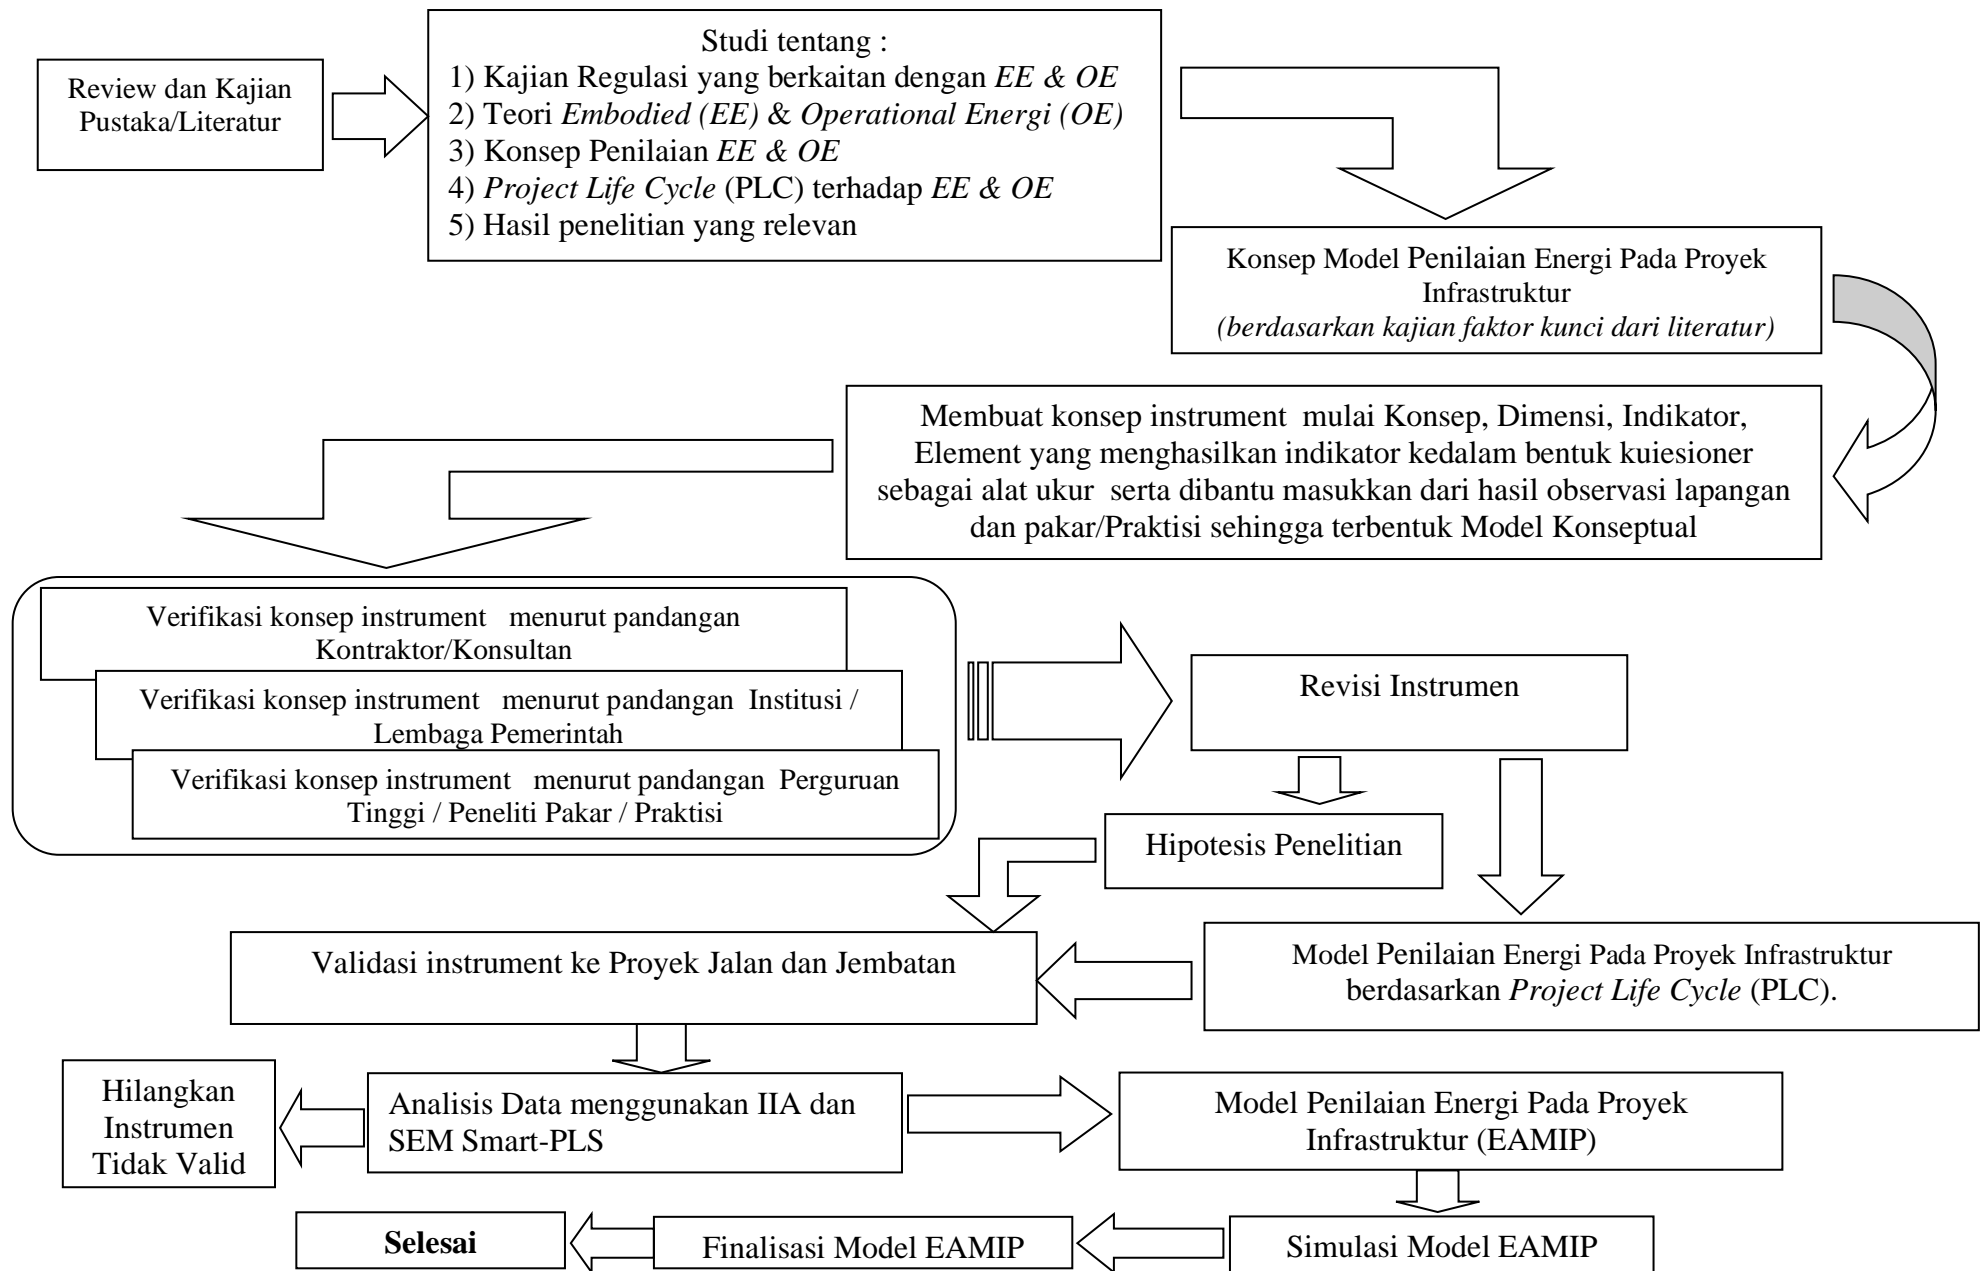 Review dan Kajian
Pustaka/Literatur
Studi tentang :
1) Kajian Regulasi yang berkaitan dengan EE & OE
2) Teori Embodied (EE) & Operational Energi (OE)
3) Konsep Penilaian EE & OE
4) Project Life Cycle (PLC) terhadap EE & OE
5) Hasil penelitian yang relevan
Konsep Model Penilaian Energi Pada Proyek
Infrastruktur
(berdasarkan kajian faktor kunci dari literatur)
Membuat konsep instrument mulai Konsep, Dimensi, Indikator,
Element yang menghasilkan indikator kedalam bentuk kuiesioner
sebagai alat ukur serta dibantu masukkan dari hasil observasi lapangan
dan pakar/Praktisi sehingga terbentuk Model Konseptual
Verifikasi konsep instrument menurut pandangan
Kontraktor/Konsultan
Verifikasi konsep instrument menurut pandangan Institusi /
Lembaga Pemerintah
Verifikasi konsep instrument menurut pandangan Perguruan
Tinggi / Peneliti Pakar / Praktisi
Revisi Instrumen
Hipotesis Penelitian
Model Penilaian Energi Pada Proyek Infrastruktur
berdasarkan Project Life Cycle (PLC).
Validasi instrument ke Proyek Jalan dan Jembatan
Analisis Data menggunakan IIA dan
SEM Smart-PLS
Hilangkan
Instrumen
Tidak Valid
Model Penilaian Energi Pada Proyek
Infrastruktur (EAMIP)
Simulasi Model EAMIP
Finalisasi Model EAMIP
Selesai